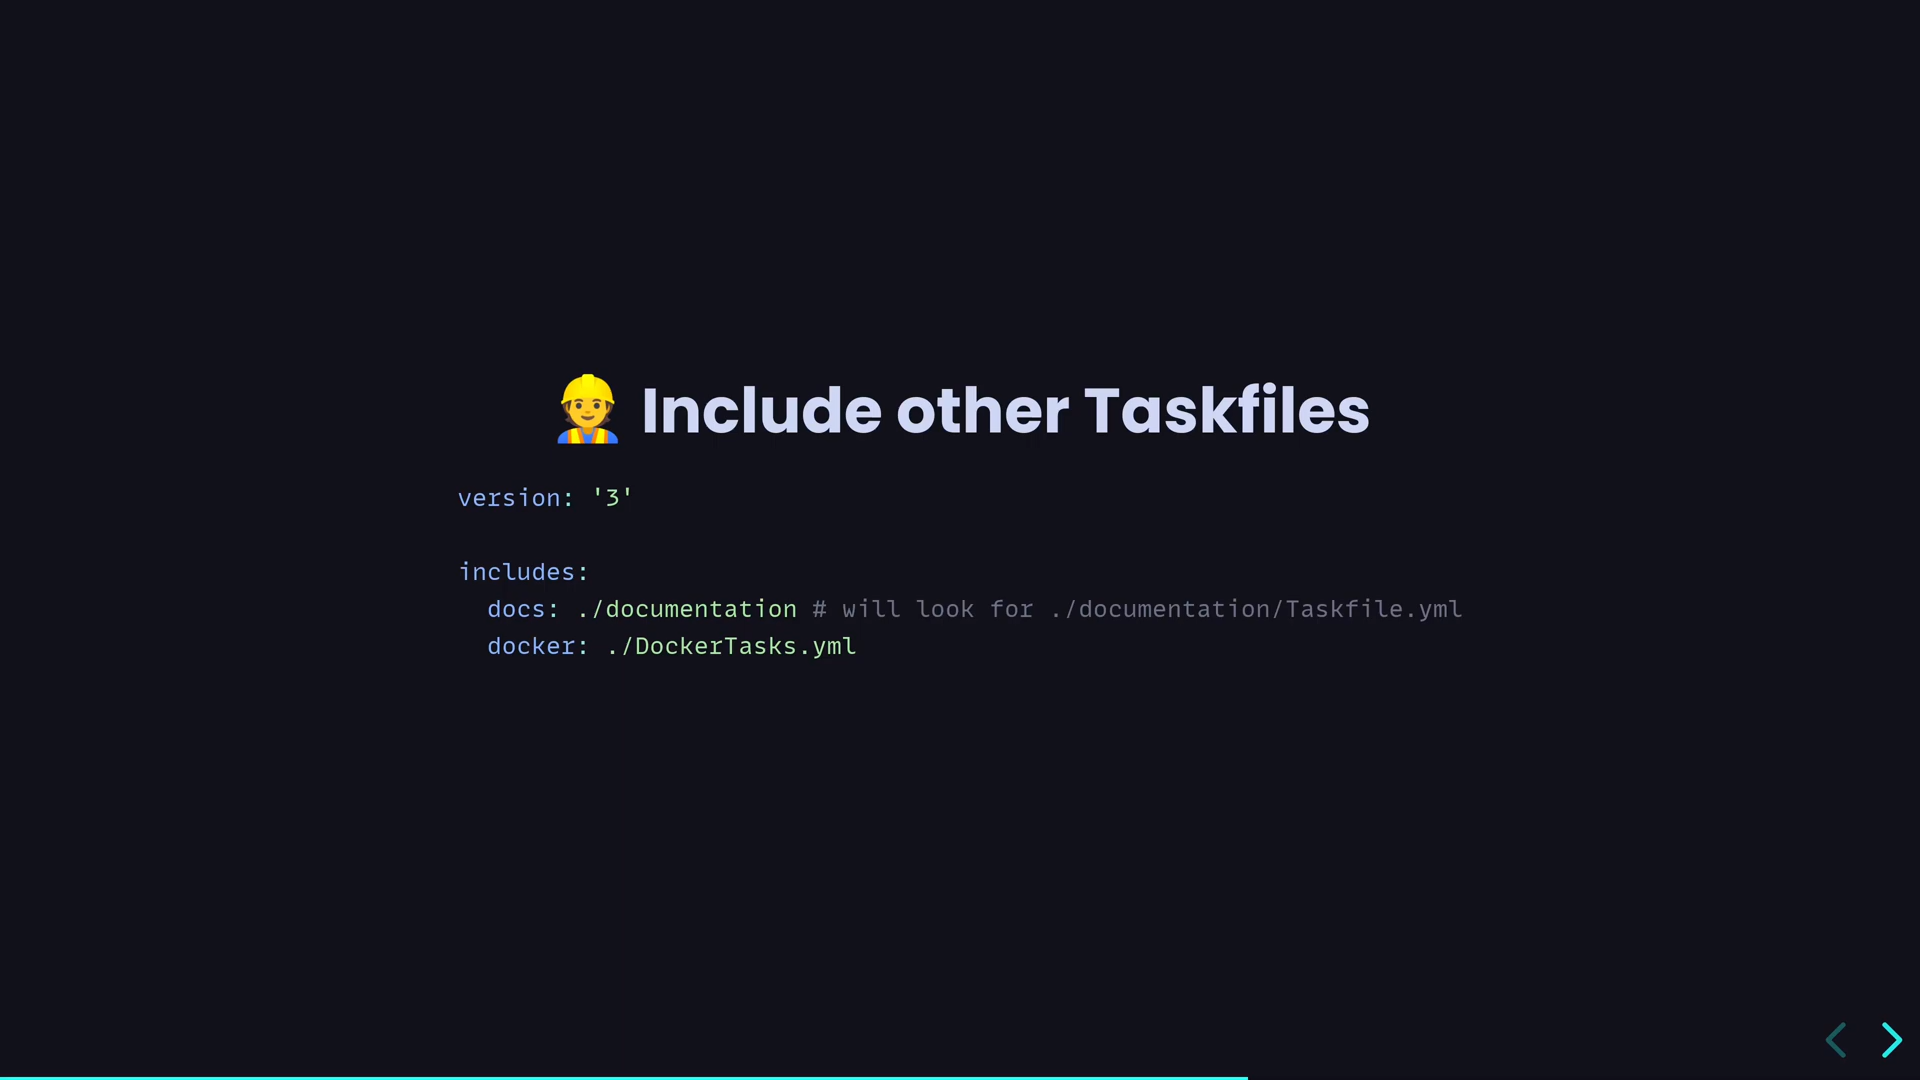 Include other Taskfiles
version: '3'
includes:
  docs: ./documentation # will look for ./documentation/Taskfile.yml
  docker: ./DockerTasks.yml